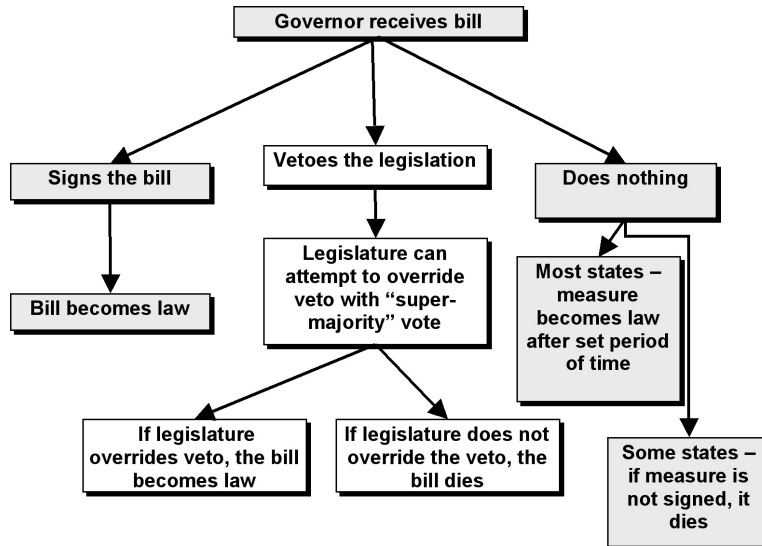 Governor receives bill
Signs the bill
Vetoes the legislation
Does nothing
Bill becomes law
Legislature can
attempt to override
veto with “super-
majority” vote
Most states –
measure
becomes law
after set period
of time
If legislature
overrides veto, the bill
becomes law
If legislature does not
override the veto, the
bill dies
Some states –
if measure is
not signed, it
dies